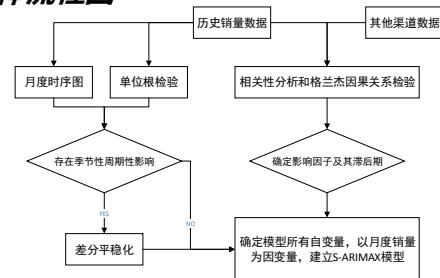 历史销量数据
其他渠道数据
月度时序图
单位根检验
相关性分析和格兰杰因果关系检验
存在季节性周期性影响
确定影响因子及其滞后期
YES
NO
差分平稳化
确定模型所有自变量，以月度销量
为因变量，建立S-ARIMAX模型